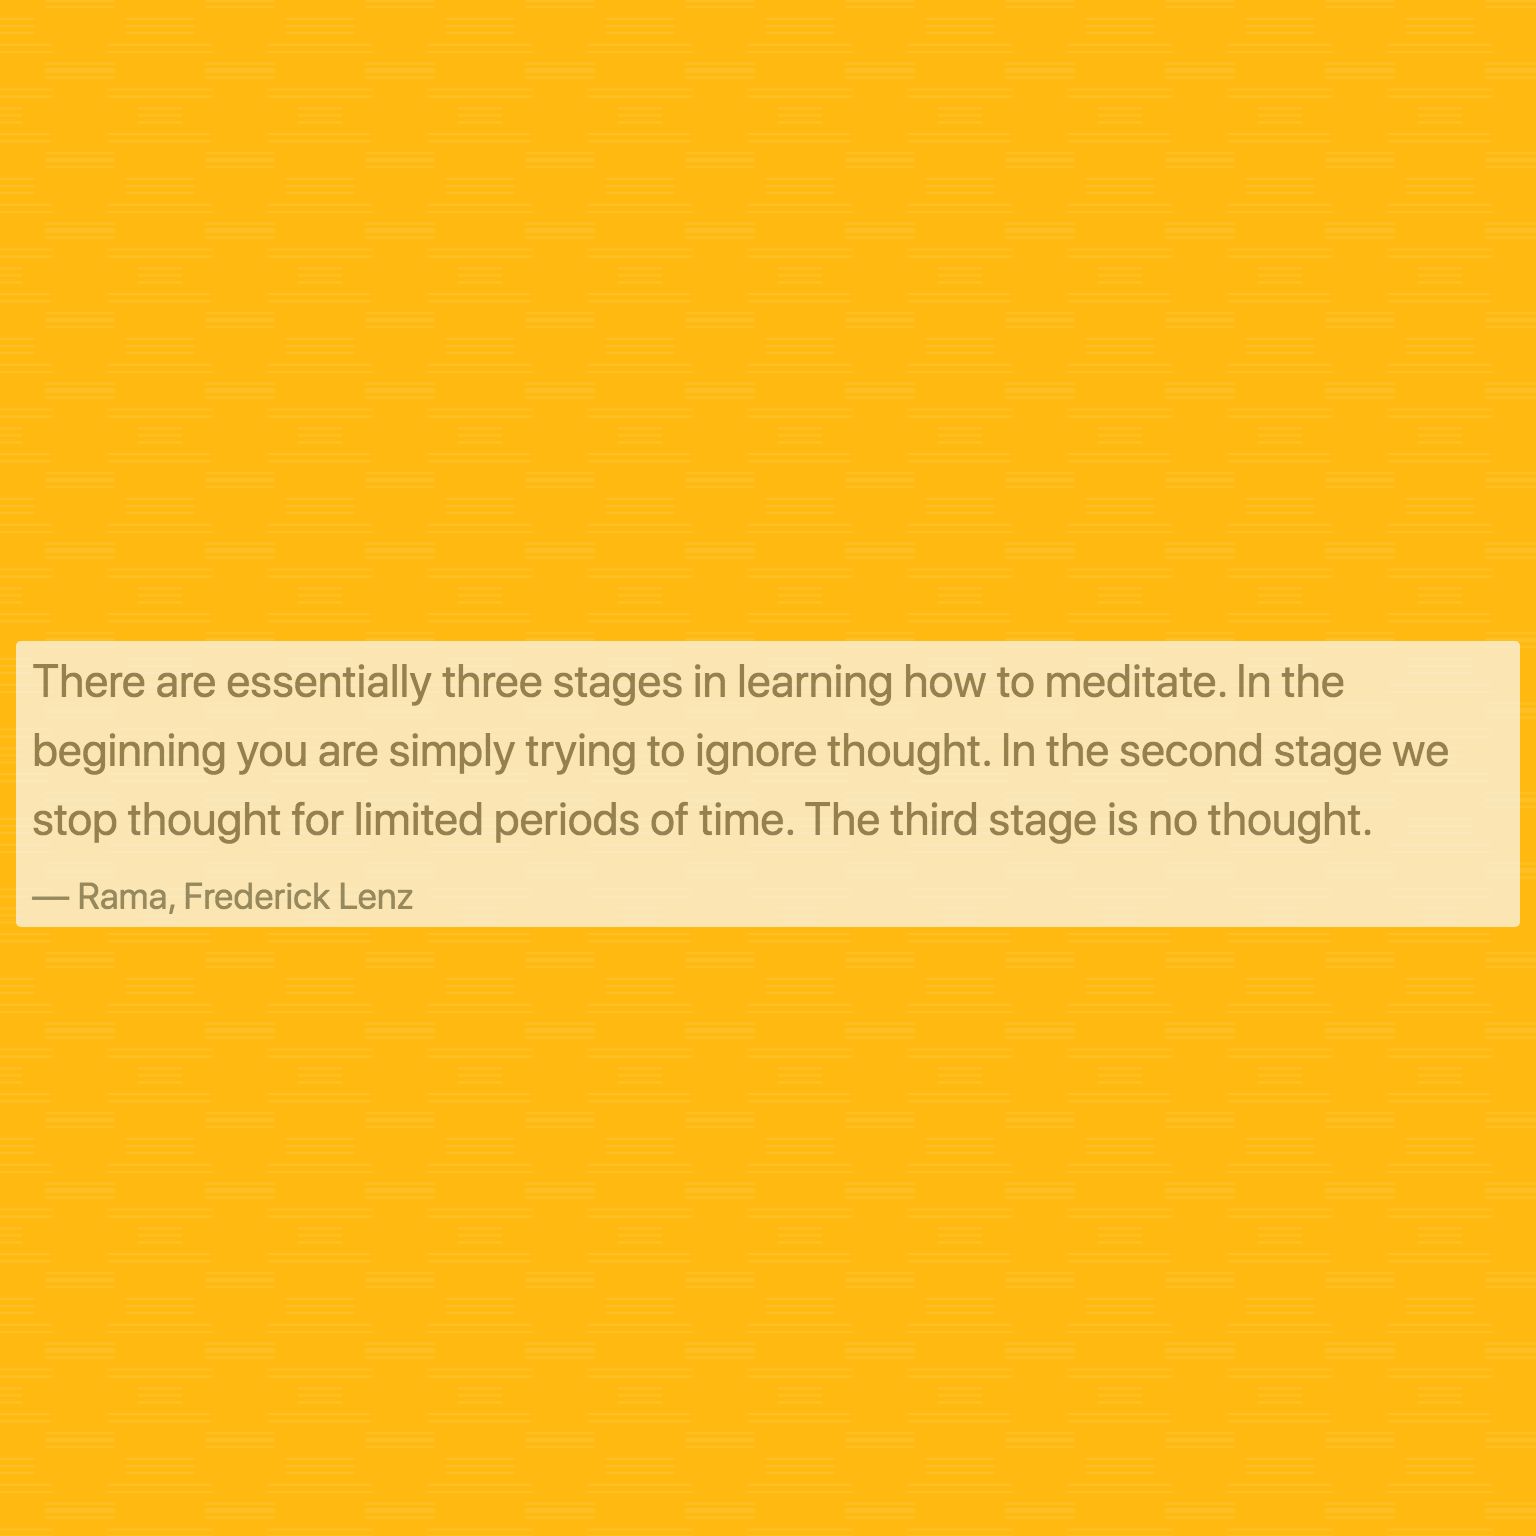 There are essentially three stages in learning how to meditate. In the
beginning you are simply trying to ignore thought. In the second stage we
stop thought for limited periods of time. The third stage is no thought.
— Rama, Frederick Lenz